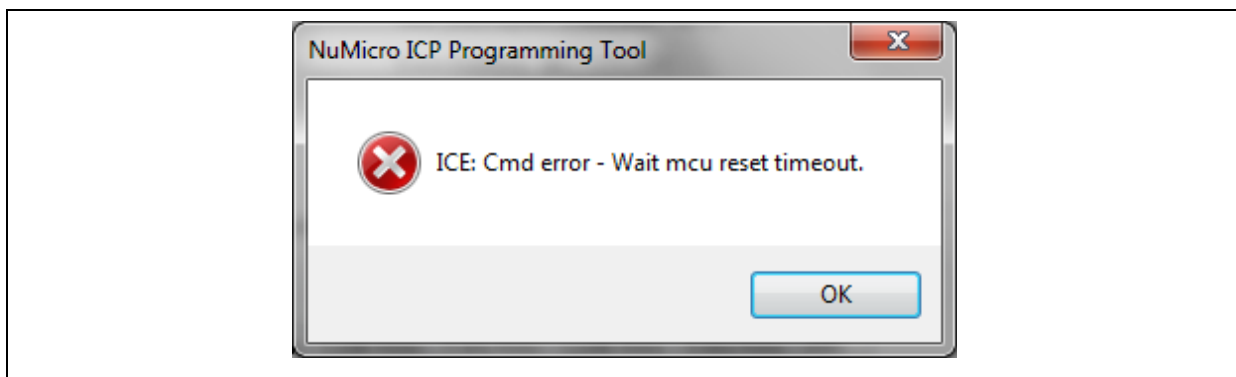 NuMicro ICP Programming Tool
ICE: Cmd error - Wait mcu reset timeout.
OK